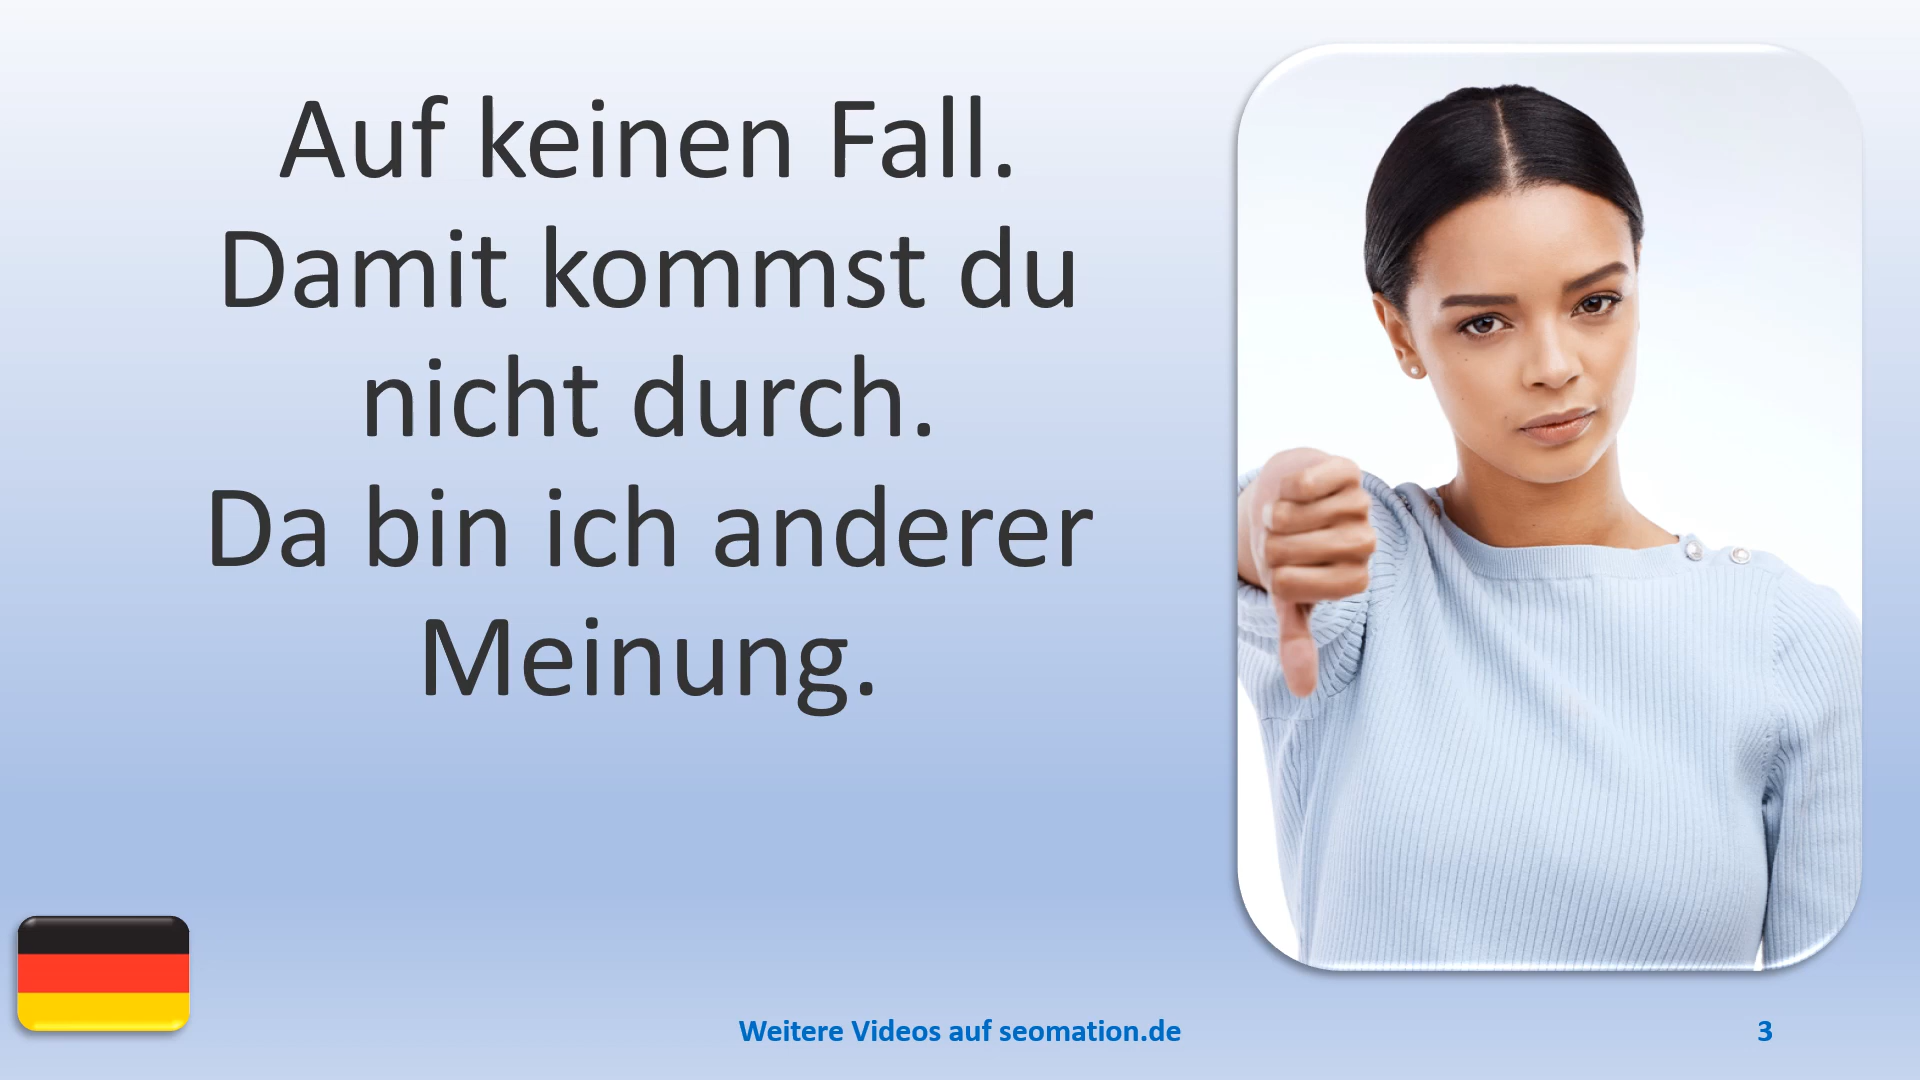 Auf keinen Fall.
Damit kommst du
nicht durch.
Da bin ich anderer
Meinung.
Weitere Videos auf seomation.de
3